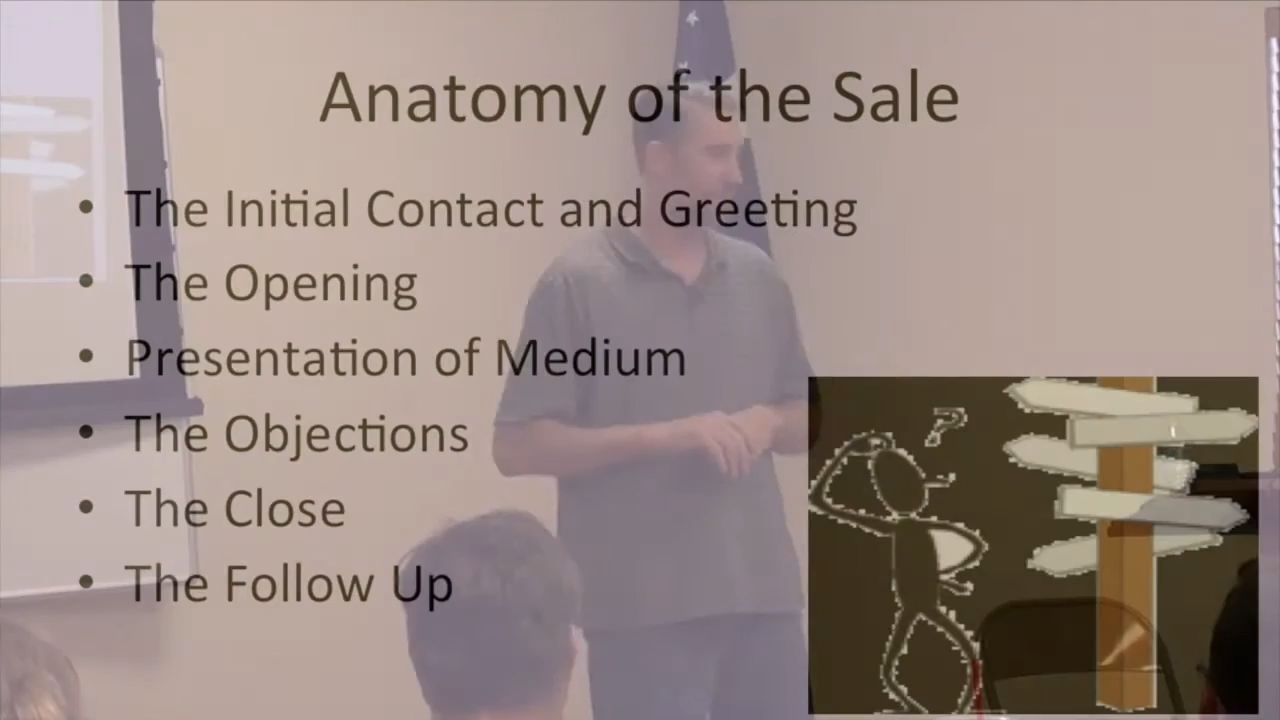 Anatomy of the Sale
• The Initial Contact and Greeting
• The Opening
• Presentation of Medium
• The Objections
• The Close
• The Follow Up
?